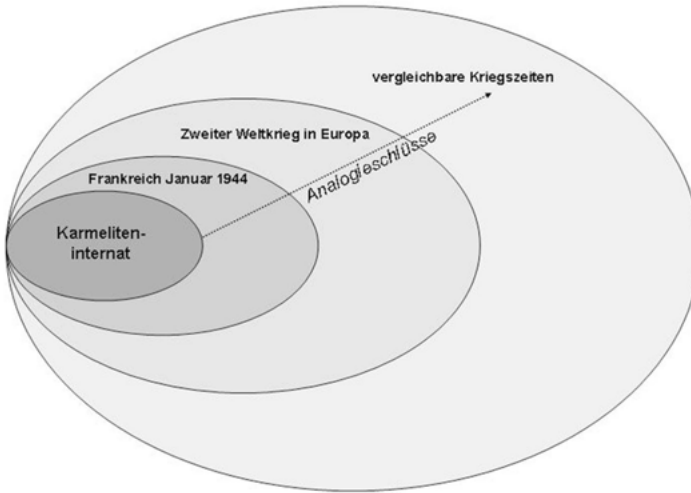 vergleichbare Kriegszeiten
Zweiter Weltkrieg in Europa
Analogieschlüsse
Frankreich Januar 1944
Karmeliten-
internat